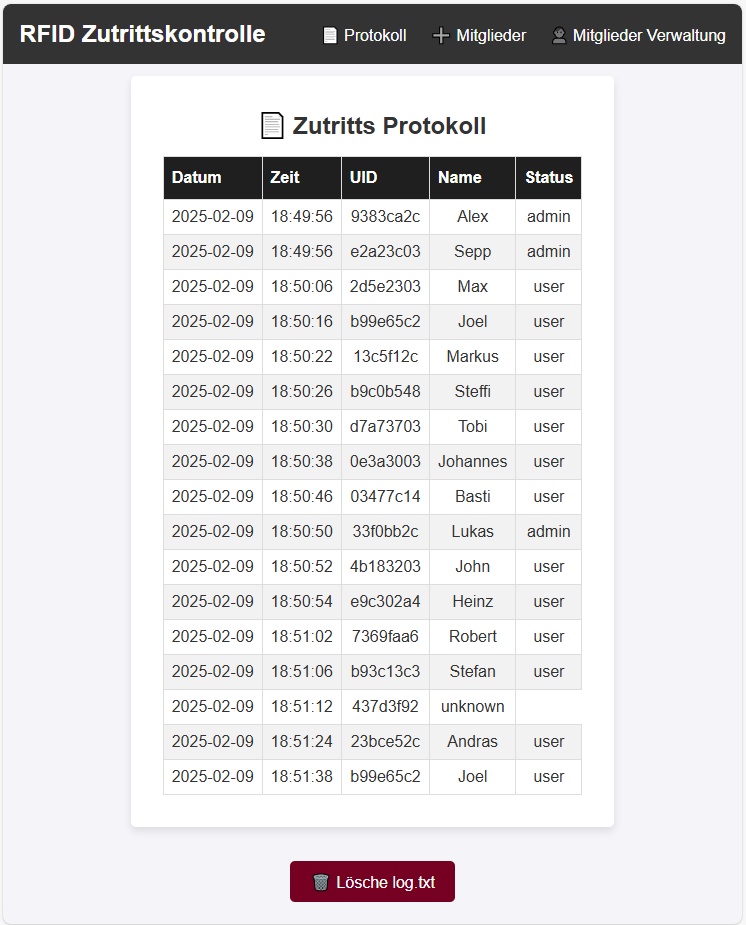 RFID Zutrittskontrolle Protokoll Mitglieder Mitglieder Verwaltung
Zutritts Protokoll
Datum Zeit UID Name Status
2025-02-09 18:49:56 9383ca2c Alex admin
2025-02-09 18:49:56 e2a23c03 Sepp admin
2025-02-09 18:50:06 2d5e2303 Max user
2025-02-09 18:50:16 b99e65c2 Joel user
2025-02-09 18:50:22 13c5f12c Markus user
2025-02-09 18:50:26 b9c0b548 Steffi user
2025-02-09 18:50:30 d7a73703 Tobi user
2025-02-09 18:50:38 0e3a3003 Johannes user
2025-02-09 18:50:46 03477c14 Basti user
2025-02-09 18:50:50 33f0bb2c Lukas admin
2025-02-09 18:50:52 4b183203 John user
2025-02-09 18:50:54 e9c302a4 Heinz user
2025-02-09 18:51:02 7369faa6 Robert user
2025-02-09 18:51:06 b93c13c3 Stefan user
2025-02-09 18:51:12 437d3f92 unknown
2025-02-09 18:51:24 23bce52c Andras user
2025-02-09 18:51:38 b99e65c2 Joel user
Lösche log.txt